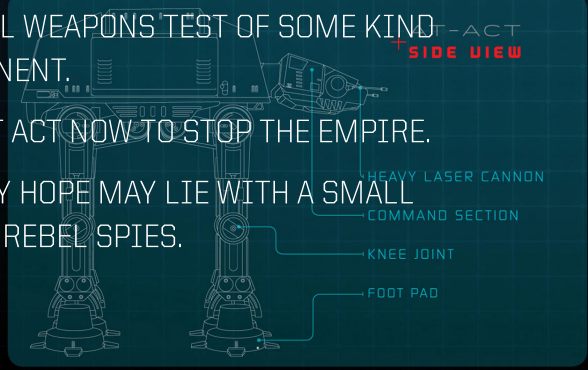 L WEAPONS TEST OF SOME KIND
NENT.
T ACT NOW TO STOP THE EMPIRE.
Y HOPE MAY LIE WITH A SMALL
REBEL SPIES.
AT-ACT
SIDE VIEW
HEAVY LASER CANNON
COMMAND SECTION
KNEE JOINT
FOOT PAD